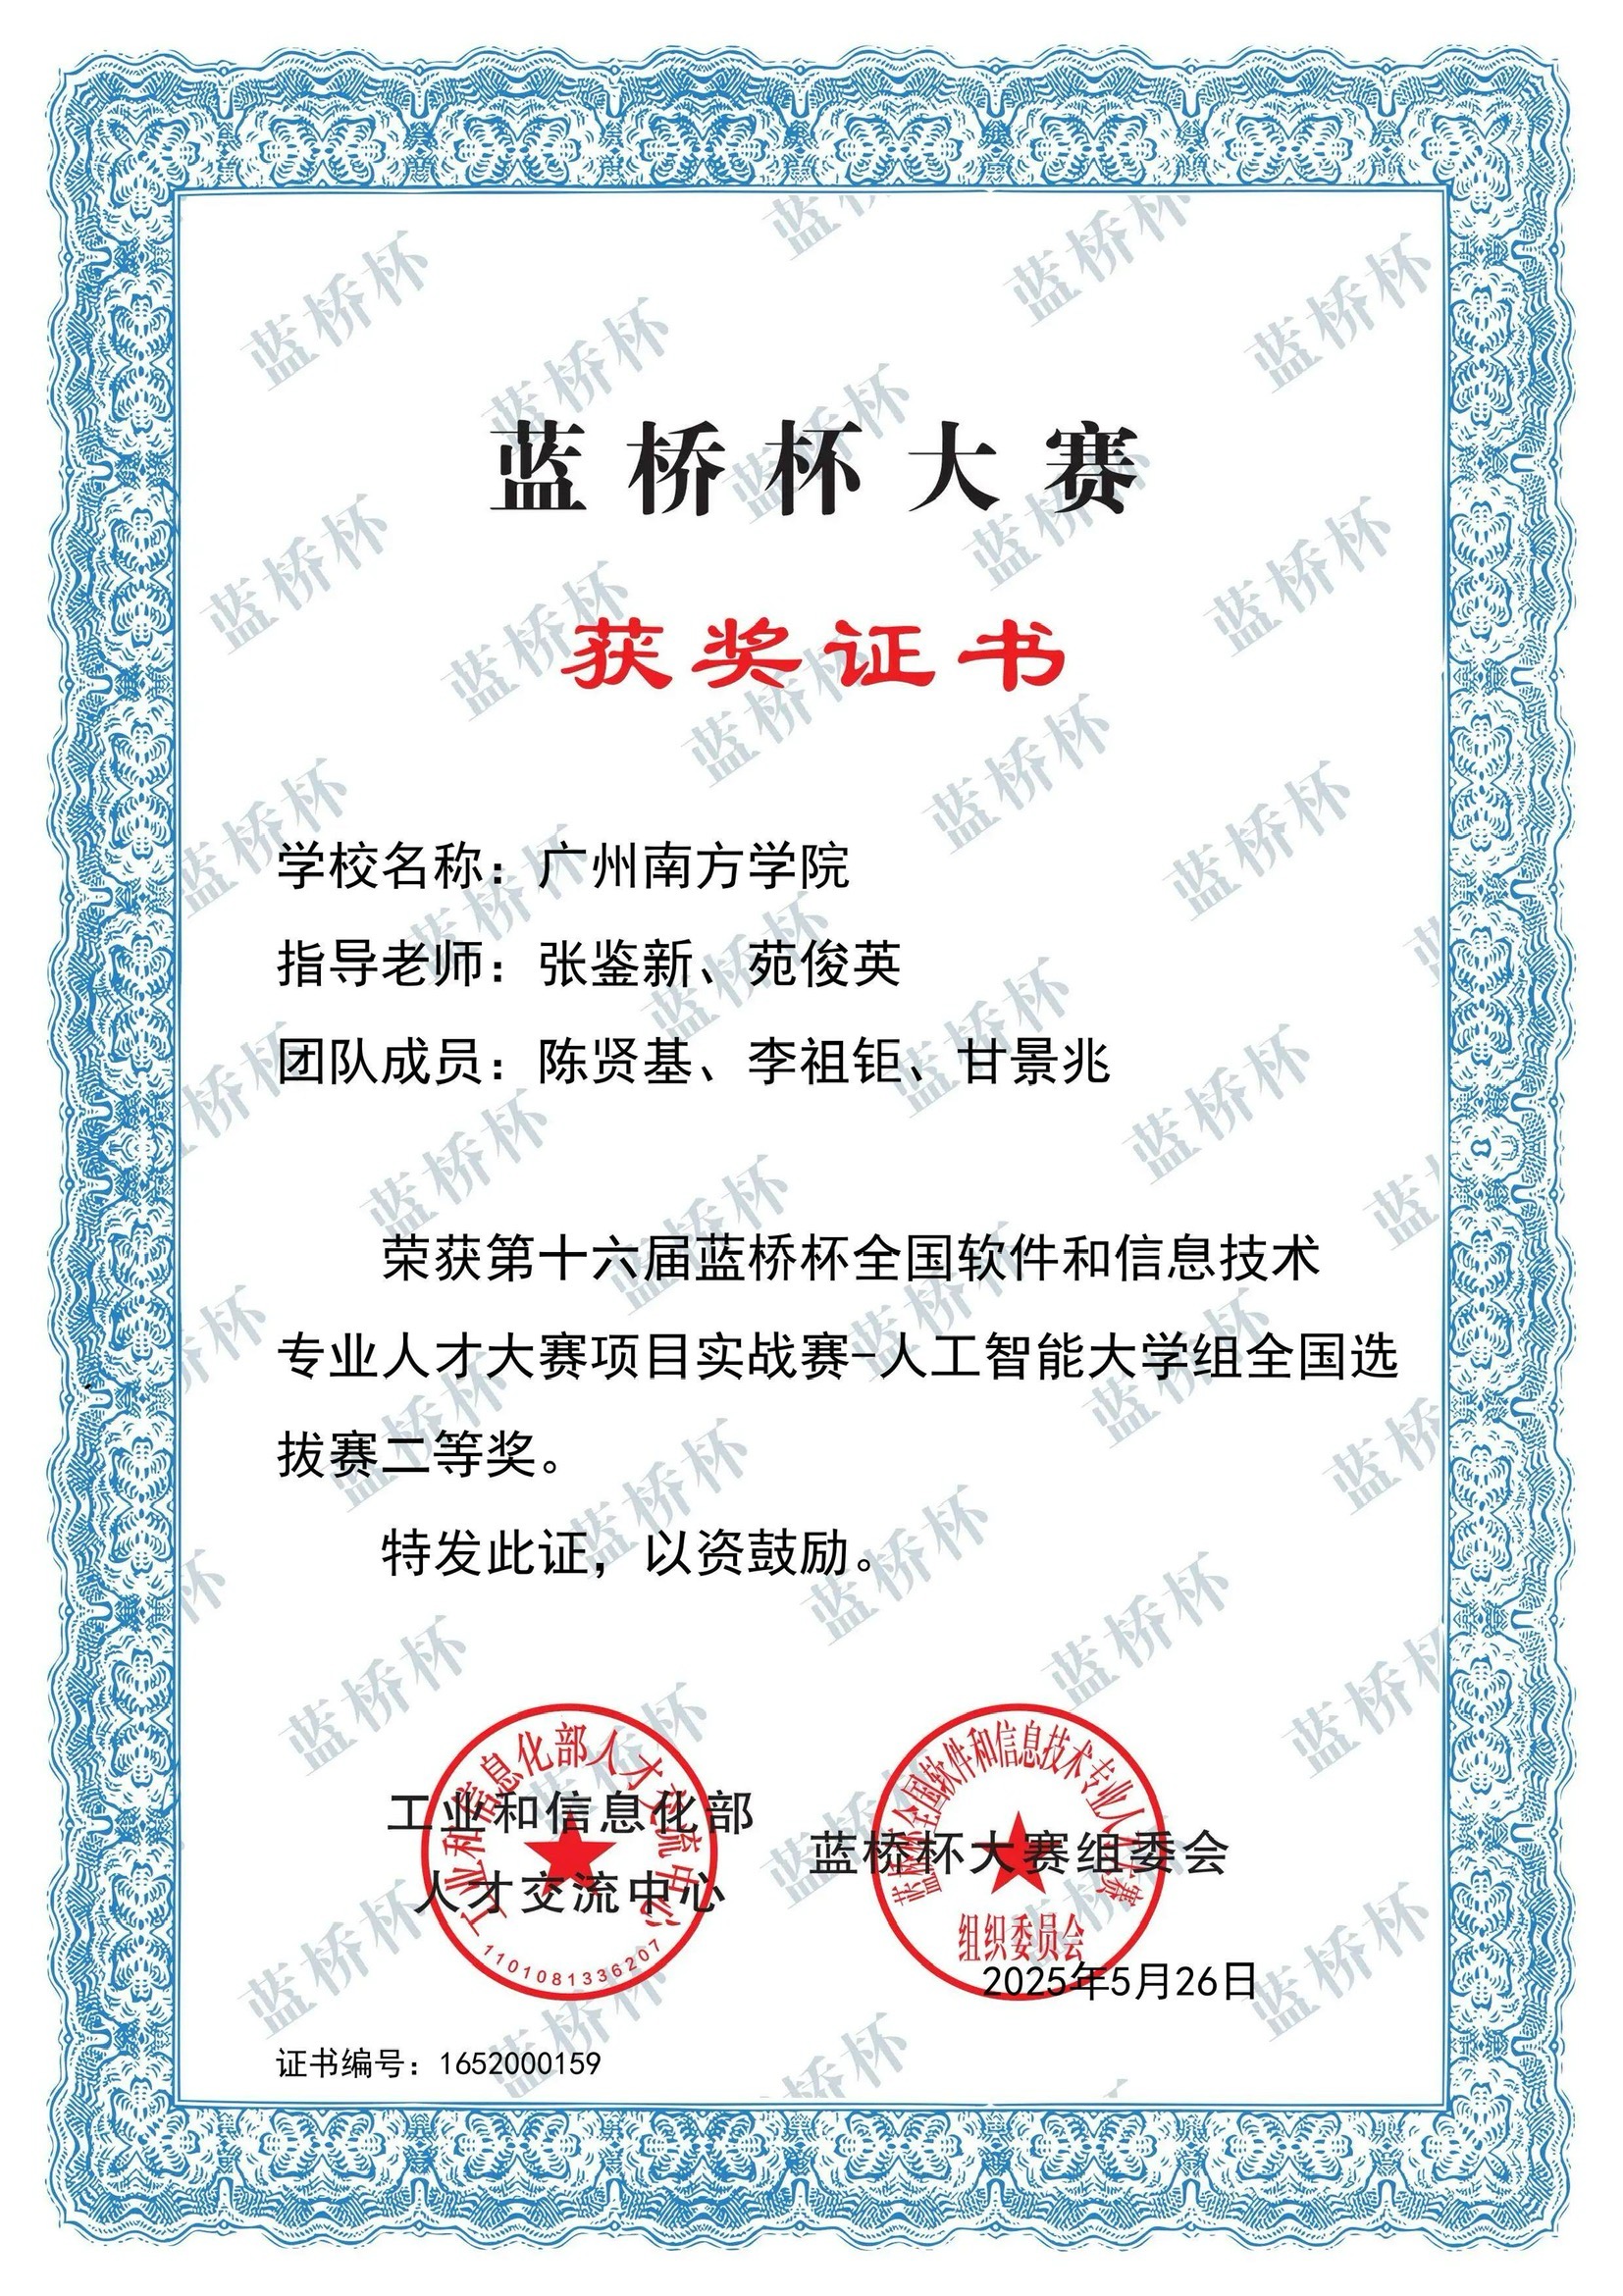 蓝桥杯大赛
获奖证书
学校名称：广州南方学院
指导老师：张鉴新、苑俊英
团队成员：陈贤基、李祖钜、甘景兆
荣获第十六届蓝桥杯全国软件和信息技术
专业人才大赛项目实战赛-人工智能大学组全国选
拔赛二等奖。
特发此证，以资鼓励。
工业和信息化部人才交流中心
工业和信息化部
人才交流中心
1101081336207
蓝桥杯全国软件和信息技术专业人才大赛
蓝桥杯大赛组委会
组织委员会
2025年5月26日
证书编号：1652000159
蓝桥杯